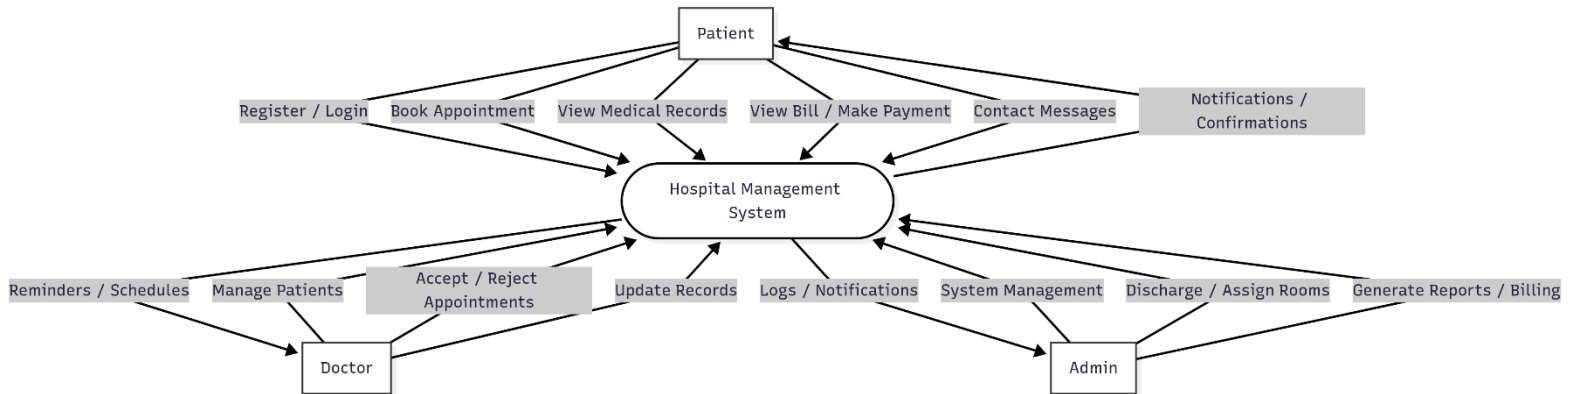 Patient
Register / Login
Book Appointment
View Medical Records
View Bill / Make Payment
Contact Messages
Notifications /
Confirmations
Hospital Management
System
Reminders / Schedules
Manage Patients
Accept / Reject
Appointments
Update Records
Logs / Notifications
System Management
Discharge / Assign Rooms
Generate Reports / Billing
Doctor
Admin